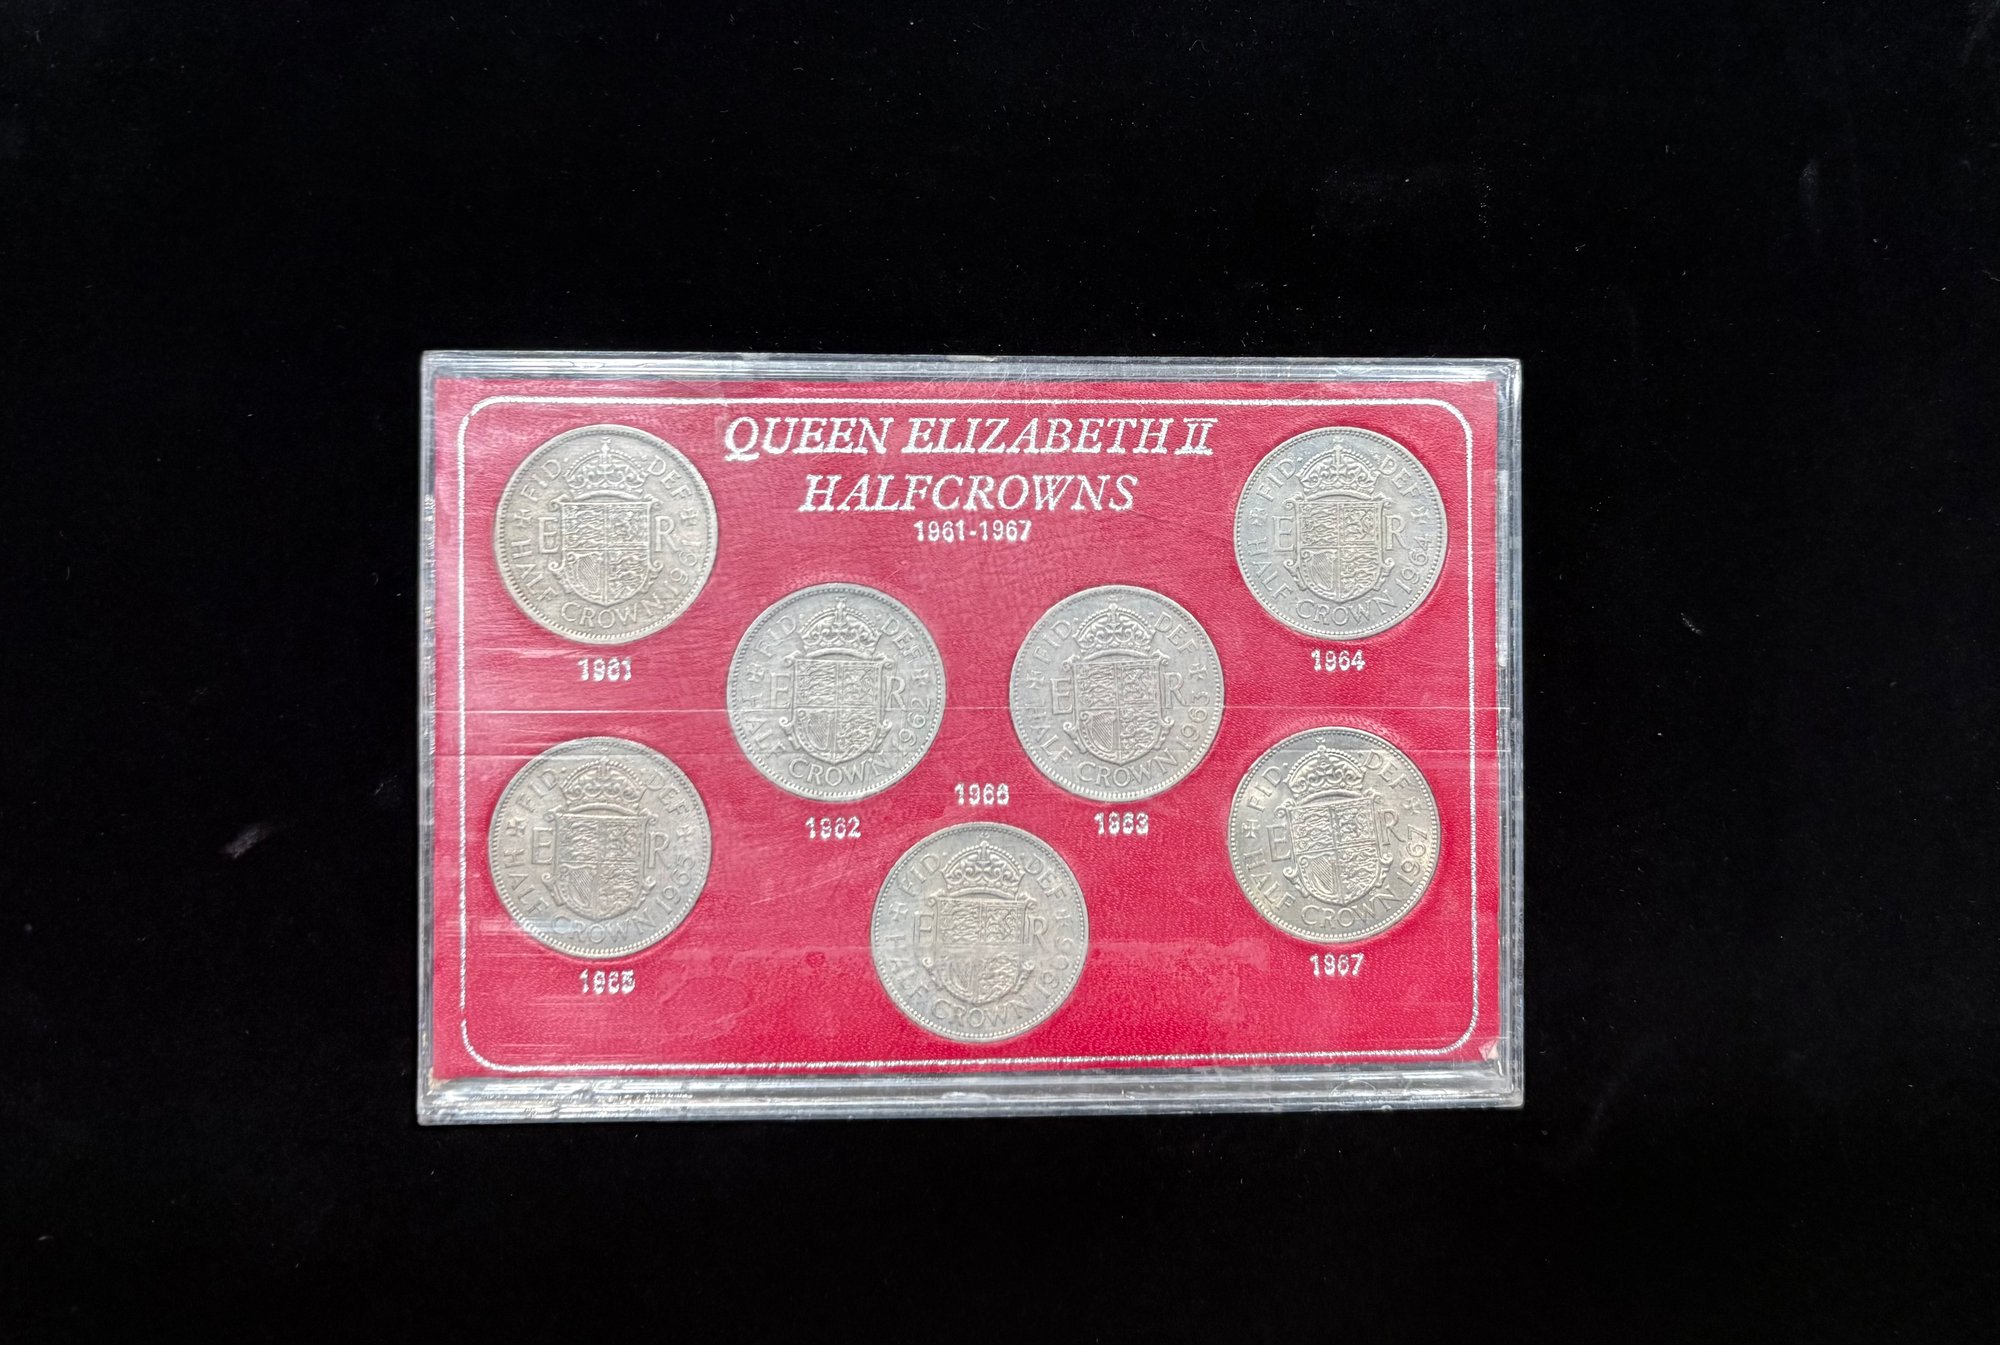 QUEEN ELIZABETH II
HALFCROWNS
1961-1967
FID DEF
E R
HALF CROWN 196
1961
FID DEF
E R
HALF CROWN 1962
1962
FID DEF
E R
HALF CROWN 1963
1963
FID DEF
E R
HALF CROWN 1964
1964
FID DEF
E R
HALF CROWN 1965
1965
1966
FID DEF
E R
HALF CROWN 196
FID DEF
E R
HALF CROWN 1967
1967